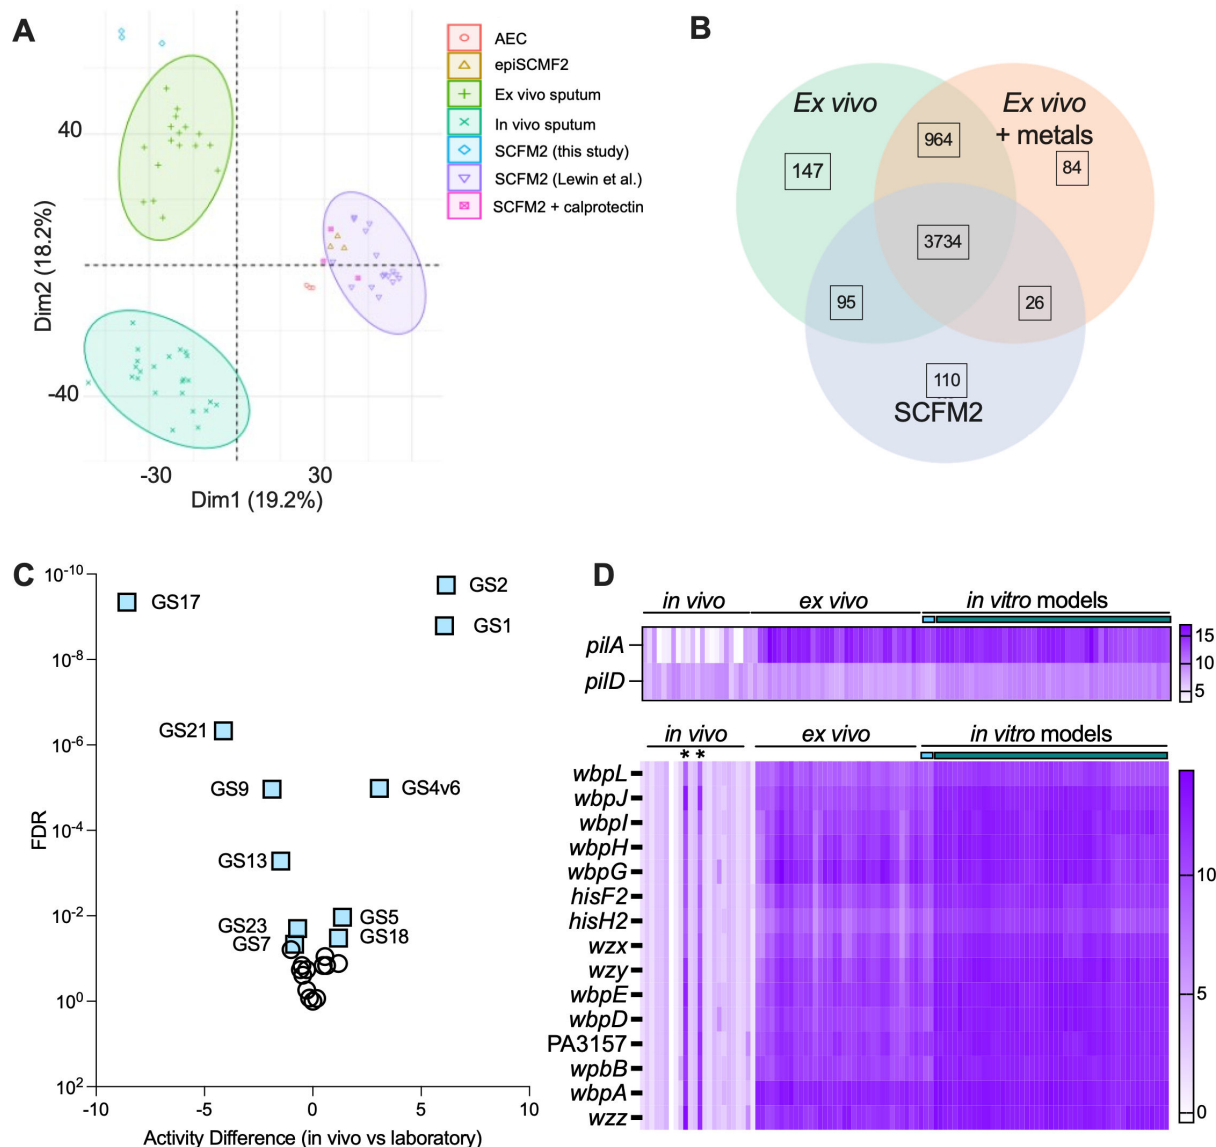 A
40
-40
-30
30
Dim2 (18.2%)
Dim1 (19.2%)
AEC
epiSCMF2
Ex vivo sputum
In vivo sputum
SCFM2 (this study)
SCFM2 (Lewin et al.)
SCFM2 + calprotectin
B
Ex vivo
Ex vivo
+ metals
964
147
84
3734
95
26
110
SCFM2
C
10-10
10-8
10-6
10-4
10-2
100
102
FDR
-10
-5
0
5
10
Activity Difference (in vivo vs laboratory)
GS17
GS2
GS1
GS21
GS9
GS4v6
GS13
GS23
GS5
GS7
GS18
D
in vivo
ex vivo
in vitro models
pilA
pilD
15
10
5
in vivo
ex vivo
in vitro models
* *
wbpL
wbpJ
wbpI
wbpH
wbpG
hisF2
hisH2
wzx
wzy
wbpE
wbpD
PA3157
wpbB
wbpA
wzz
10
5
0